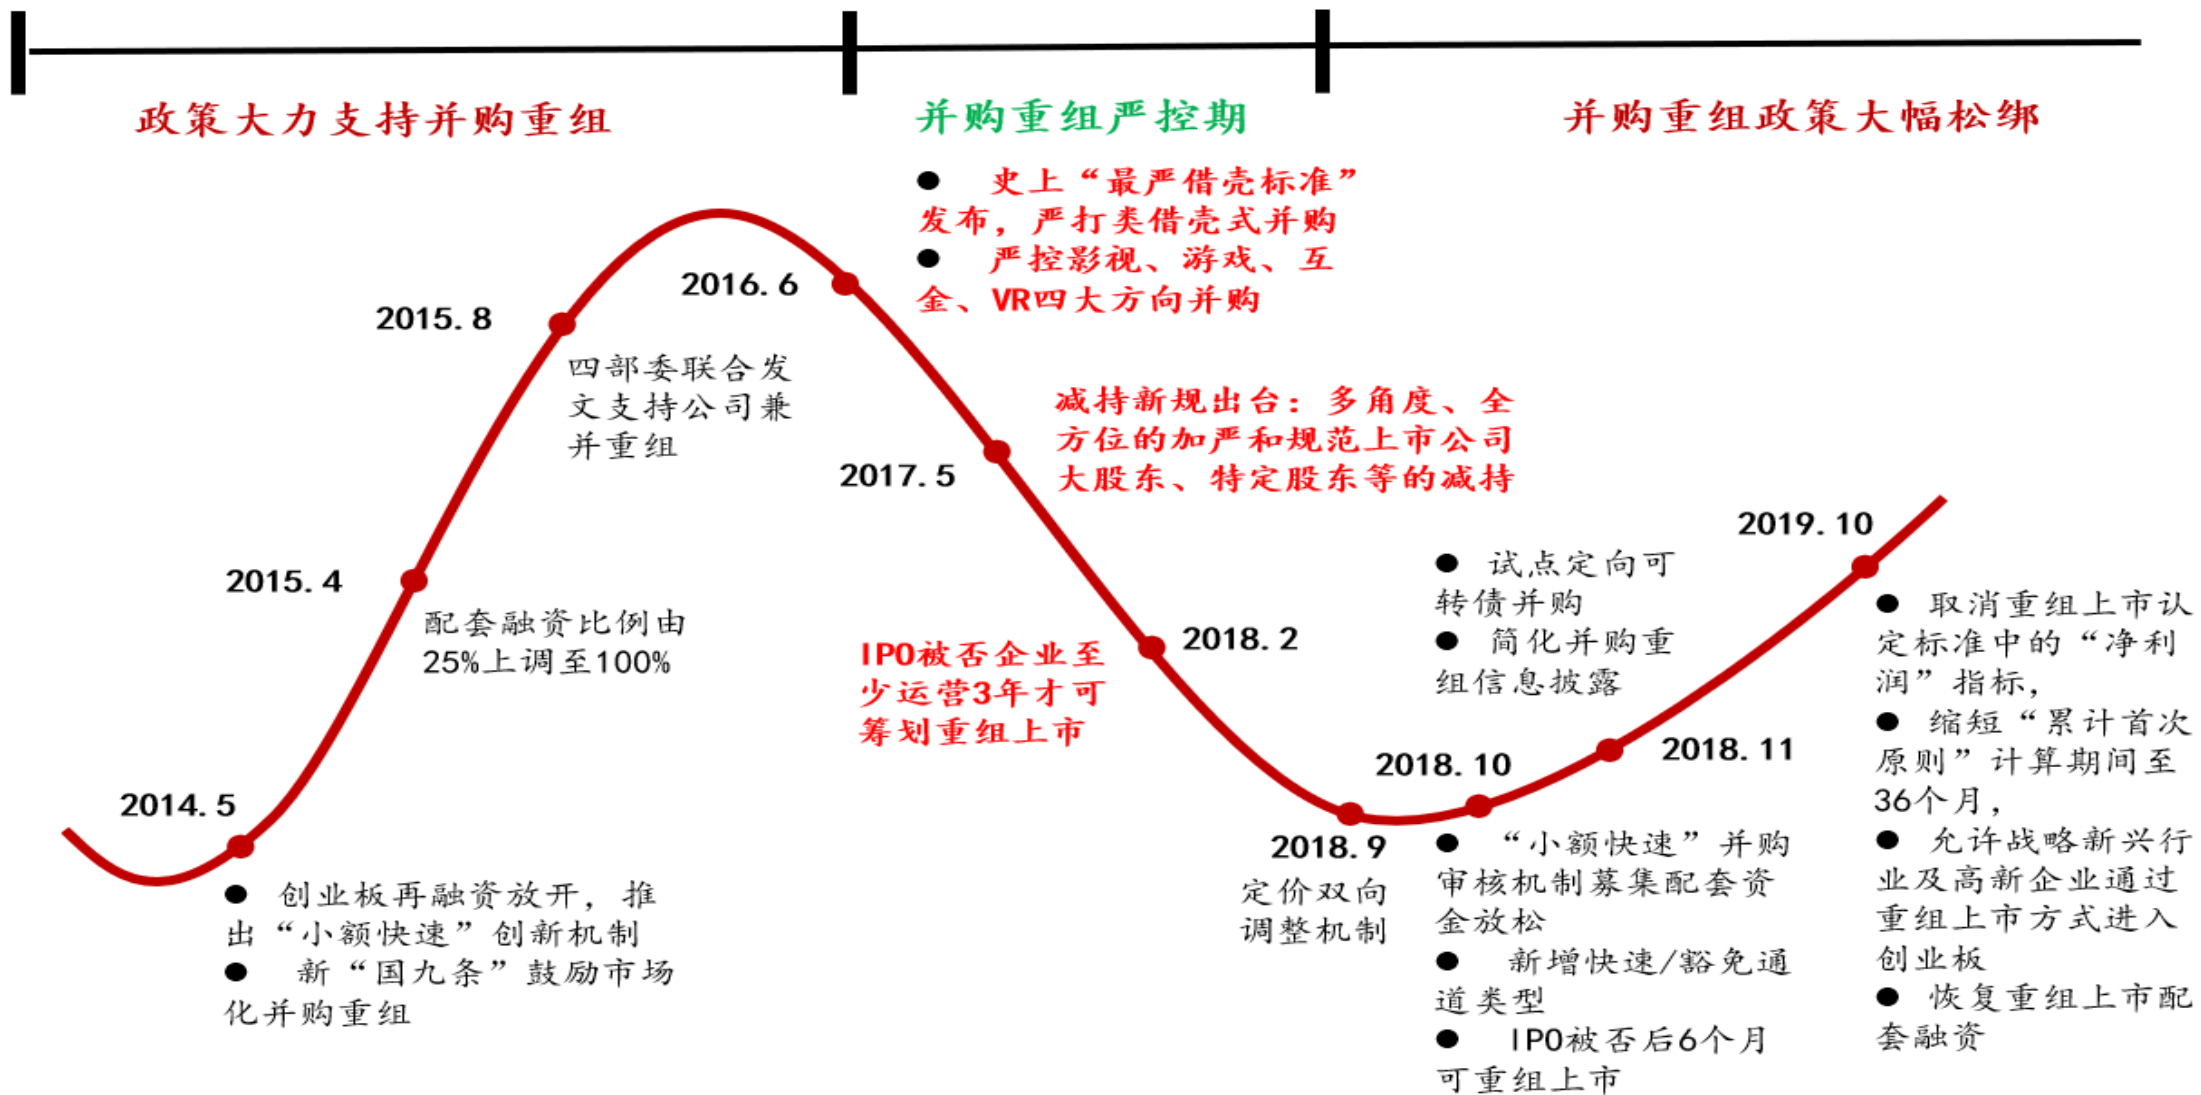 政策大力支持并购重组
并购重组严控期
并购重组政策大幅松绑
2014.5
● 创业板再融资放开，推
出“小额快速”创新机制
● 新“国九条”鼓励市场
化并购重组
2015.4
配套融资比例由
25%上调至100%
2015.8
四部委联合发
文支持公司兼
并重组
2016.6
● 史上“最严借壳标准”
发布，严打类借壳式并购
● 严控影视、游戏、互
金、VR四大方向并购
2017.5
减持新规出台：多角度、全
方位的加严和规范上市公司
大股东、特定股东等的减持
2018.2
IPO被否企业至
少运营3年才可
筹划重组上市
2018.9
定价双向
调整机制
2018.10
● “小额快速”并购
审核机制募集配套资
金放松
● 新增快速/豁免通
道类型
● IPO被否后6个月
可重组上市
2018.11
● 试点定向可
转债并购
● 简化并购重
组信息披露
2019.10
● 取消重组上市认
定标准中的“净利
润”指标，
● 缩短“累计首次
原则”计算期间至
36个月，
● 允许战略新兴行
业及高新企业通过
重组上市方式进入
创业板
● 恢复重组上市配
套融资